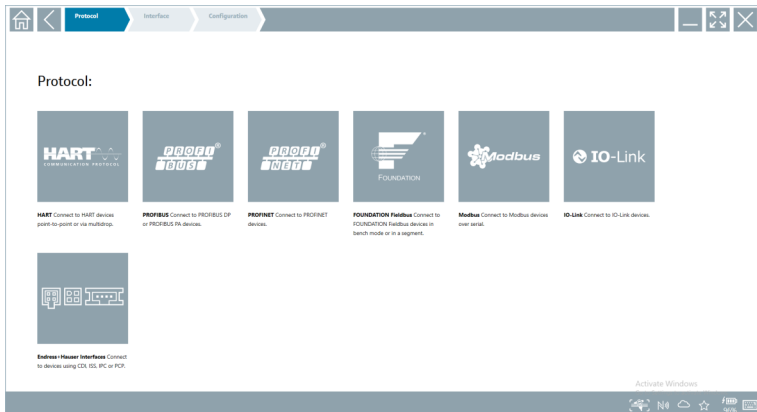 Protocol
Interface
Configuration
Protocol:
HART
COMMUNICATION PROTOCOL
PROFI
BUS
PROFI
NET
FOUNDATION
Modbus
IO-Link
HART Connect to HART devices
point-to-point or via multidrop.
PROFIBUS Connect to PROFIBUS DP
or PROFIBUS PA devices.
PROFINET Connect to PROFINET
devices.
FOUNDATION Fieldbus Connect to
FOUNDATION Fieldbus devices in
bench mode or in a segment.
Modbus Connect to Modbus devices
over serial.
IO-Link Connect to IO-Link devices.
Endress+Hauser Interfaces Connect
to devices using CDI, ISS, IPC or PCP.
Activate Windows
96%